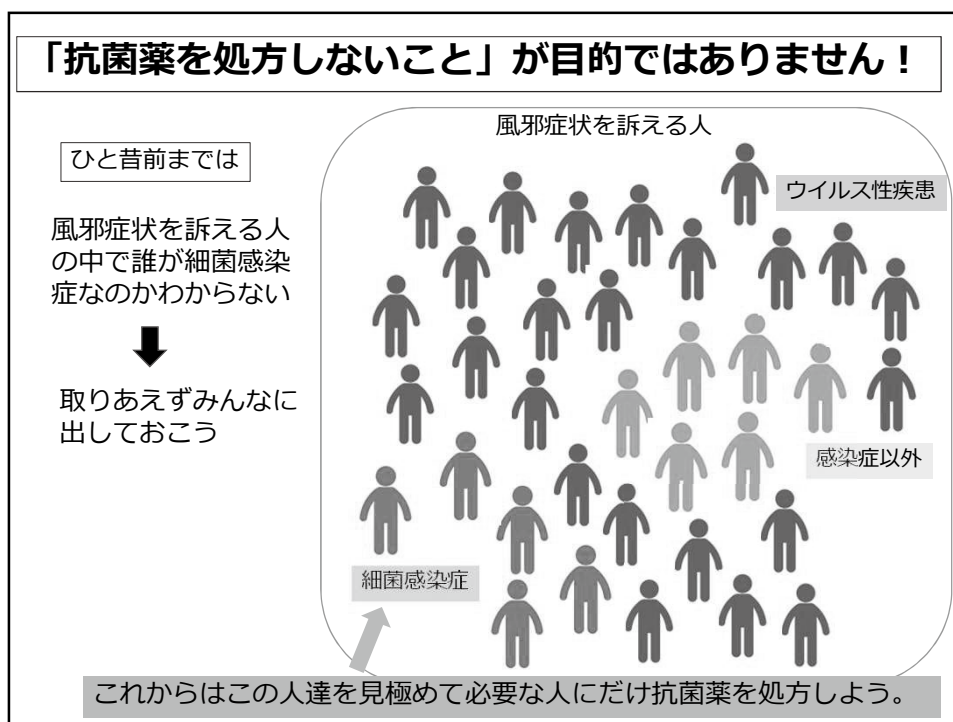 「抗菌薬を処方しないこと」が目的ではありません！
ひと昔前までは
風邪症状を訴える人
の中で誰が細菌感染
症なのかわからない
取りあえずみんなに
出しておこう
風邪症状を訴える人
ウイルス性疾患
感染症以外
細菌感染症
これからはこの人達を見極めて必要な人にだけ抗菌薬を処方しよう。